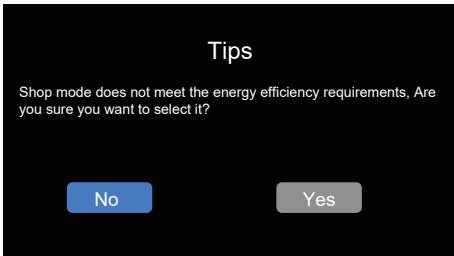 Tips
Shop mode does not meet the energy efficiency requirements, Are
you sure you want to select it?
No
Yes